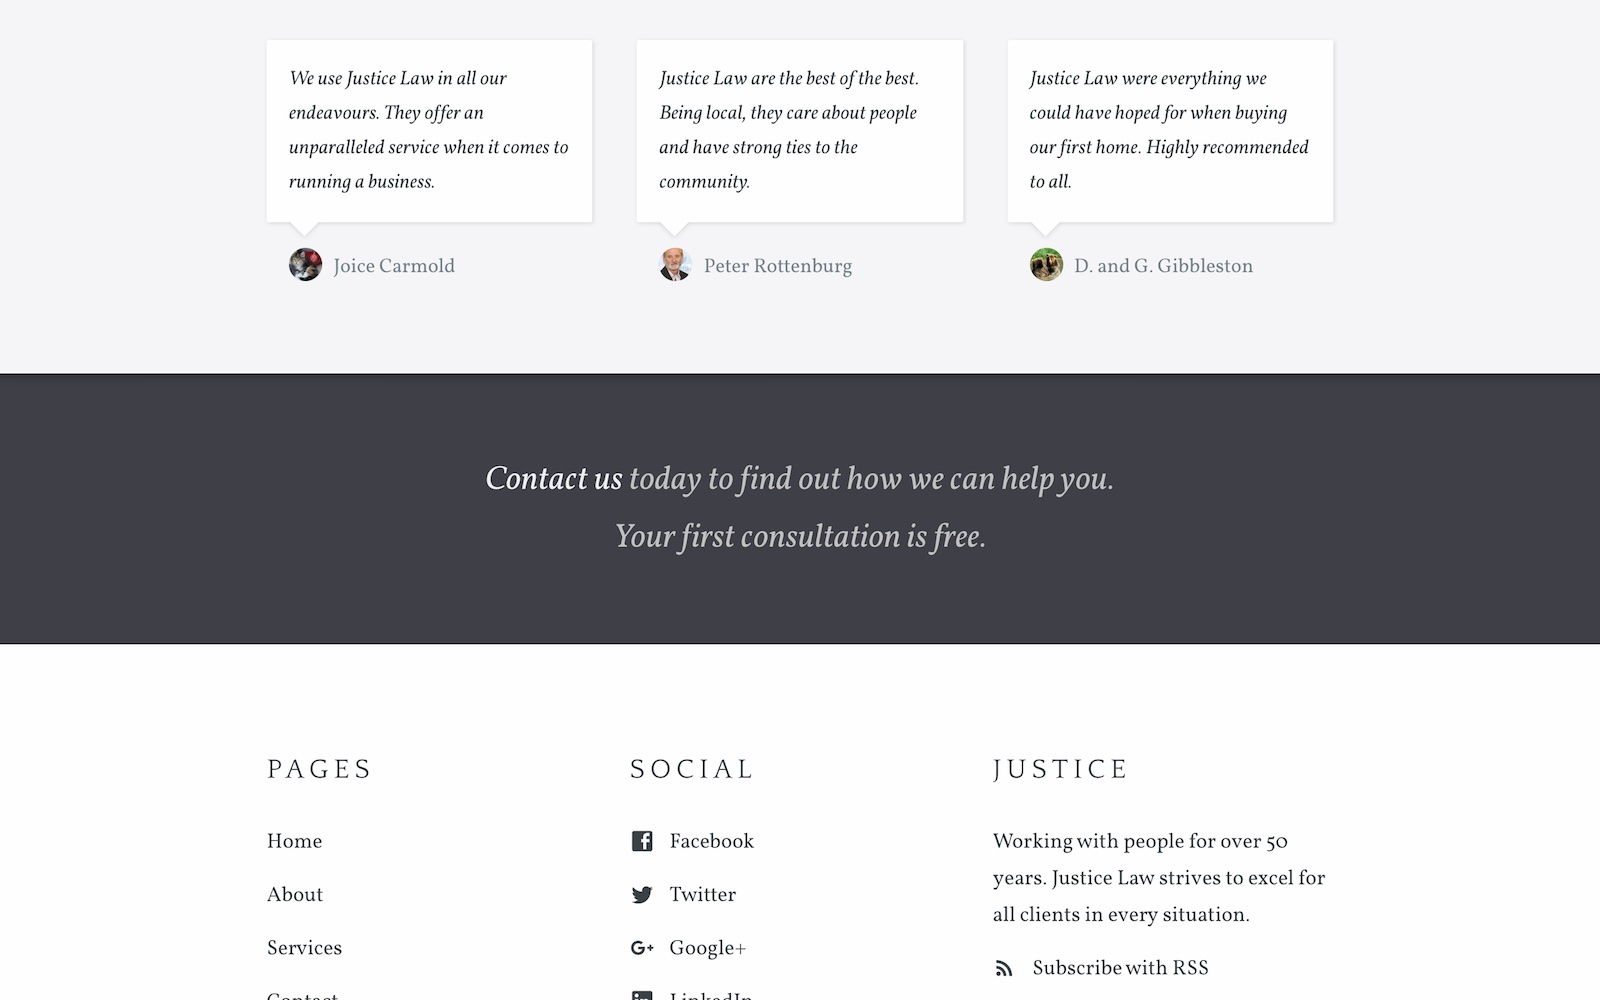 We use Justice Law in all our
endeavours. They offer an
unparalleled service when it comes to
running a business.
Joice Carmold
Justice Law are the best of the best.
Being local, they care about people
and have strong ties to the
community.
Peter Rottenburg
Justice Law were everything we
could have hoped for when buying
our first home. Highly recommended
to all.
D. and G. Gibbleston
Contact us today to find out how we can help you.
Your first consultation is free.
PAGES
Home
About
Services
Contact
SOCIAL
Facebook
Twitter
Google+
LinkedIn
JUSTICE
Working with people for over 50
years. Justice Law strives to excel for
all clients in every situation.
Subscribe with RSS